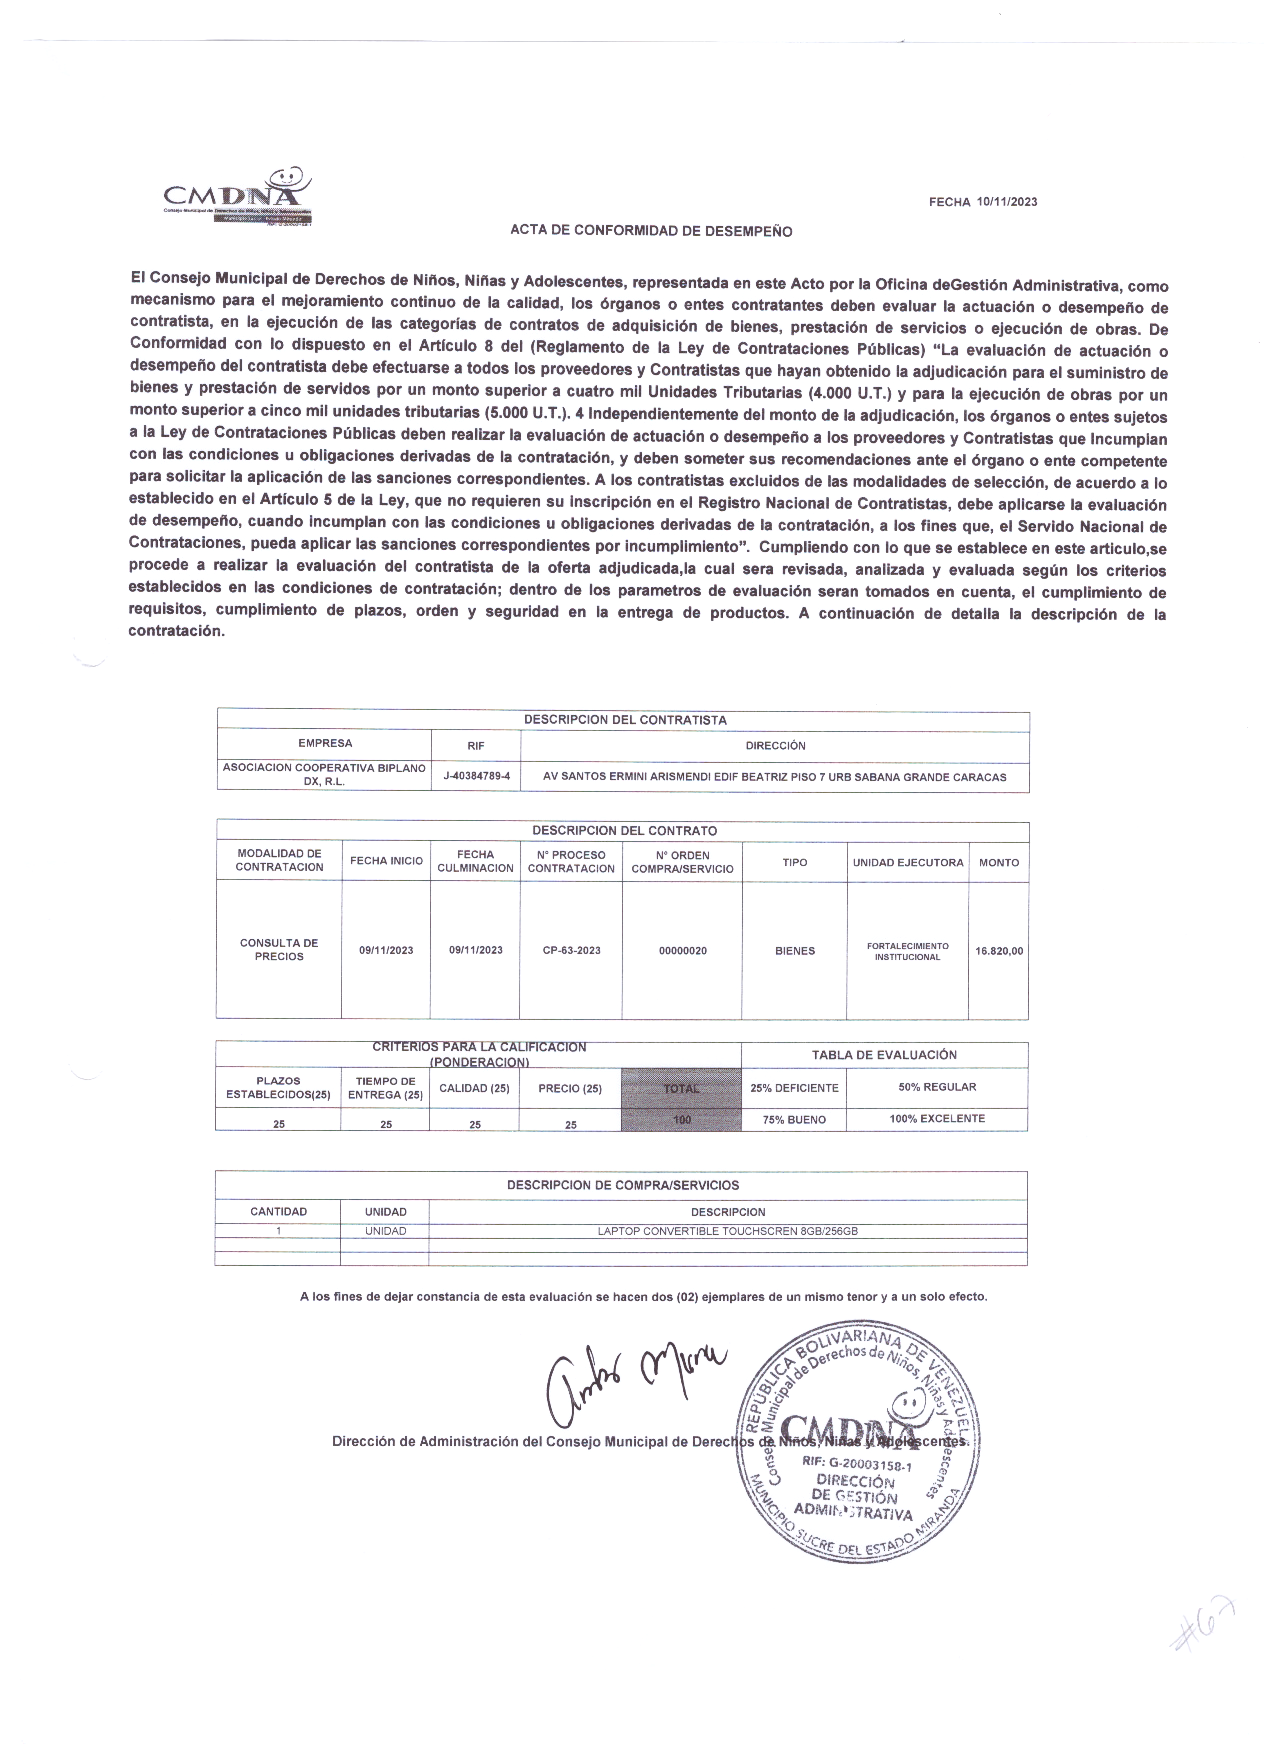 CMDNA
Consejo Municipal de Derechos de Niños, Niñas y Adolescentes
FECHA 10/11/2023
ACTA DE CONFORMIDAD DE DESEMPEÑO
El Consejo Municipal de Derechos de Niños, Niñas y Adolescentes, representada en este Acto por la Oficina deGestión Administrativa, como
mecanismo para el mejoramiento continuo de la calidad, los órganos o entes contratantes deben evaluar la actuación o desempeño de
contratista, en la ejecución de las categorías de contratos de adquisición de bienes, prestación de servicios o ejecución de obras. De
Conformidad con lo dispuesto en el Artículo 8 del (Reglamento de la Ley de Contrataciones Públicas) “La evaluación de actuación o
desempeño del contratista debe efectuarse a todos los proveedores y Contratistas que hayan obtenido la adjudicación para el suministro de
bienes y prestación de servidos por un monto superior a cuatro mil Unidades Tributarias (4.000 U.T.) y para la ejecución de obras por un
monto superior a cinco mil unidades tributarias (5.000 U.T.). 4 Independientemente del monto de la adjudicación, los órganos o entes sujetos
a la Ley de Contrataciones Públicas deben realizar la evaluación de actuación o desempeño a los proveedores y Contratistas que Incumplan
con las condiciones u obligaciones derivadas de la contratación, y deben someter sus recomendaciones ante el órgano o ente competente
para solicitar la aplicación de las sanciones correspondientes. A los contratistas excluidos de las modalidades de selección, de acuerdo a lo
establecido en el Artículo 5 de la Ley, que no requieren su inscripción en el Registro Nacional de Contratistas, debe aplicarse la evaluación
de desempeño, cuando incumplan con las condiciones u obligaciones derivadas de la contratación, a los fines que, el Servido Nacional de
Contrataciones, pueda aplicar las sanciones correspondientes por incumplimiento”. Cumpliendo con lo que se establece en este articulo,se
procede a realizar la evaluación del contratista de la oferta adjudicada,la cual sera revisada, analizada y evaluada según los criterios
establecidos en las condiciones de contratación; dentro de los parametros de evaluación seran tomados en cuenta, el cumplimiento de
requisitos, cumplimiento de plazos, orden y seguridad en la entrega de productos. A continuación de detalla la descripción de la
contratación.
DESCRIPCION DEL CONTRATISTA
EMPRESA RIF DIRECCIÓN
ASOCIACION COOPERATIVA BIPLANO
DX, R.L. J-40384789-4 AV SANTOS ERMINI ARISMENDI EDIF BEATRIZ PISO 7 URB SABANA GRANDE CARACAS
DESCRIPCION DEL CONTRATO
MODALIDAD DE
CONTRATACION FECHA INICIO FECHA
CULMINACION N° PROCESO
CONTRATACION N° ORDEN
COMPRA/SERVICIO TIPO UNIDAD EJECUTORA MONTO
CONSULTA DE
PRECIOS 09/11/2023 09/11/2023 CP-63-2023 00000020 BIENES FORTALECIMIENTO
INSTITUCIONAL 16.820,00
CRITERIOS PARA LA CALIFICACION
(PONDERACION) TABLA DE EVALUACIÓN
PLAZOS
ESTABLECIDOS(25) TIEMPO DE
ENTREGA (25) CALIDAD (25) PRECIO (25) TOTAL 25% DEFICIENTE 50% REGULAR
25 25 25 25 100 75% BUENO 100% EXCELENTE
DESCRIPCION DE COMPRA/SERVICIOS
CANTIDAD UNIDAD DESCRIPCION
1 UNIDAD LAPTOP CONVERTIBLE TOUCHSCREN 8GB/256GB
A los fines de dejar constancia de esta evaluación se hacen dos (02) ejemplares de un mismo tenor y a un solo efecto.
Dirección de Administración del Consejo Municipal de Derechos de Niños, Niñas y Adolescentes.
REPÚBLICA BOLIVARIANA DE VENEZUELA
Consejo Municipal de Derechos de Niños, Niñas y Adolescentes
CMDNA
RIF: G-20003158-1
DIRECCIÓN
DE GESTIÓN
ADMINISTRATIVA
MUNICIPIO SUCRE DEL ESTADO MIRANDA